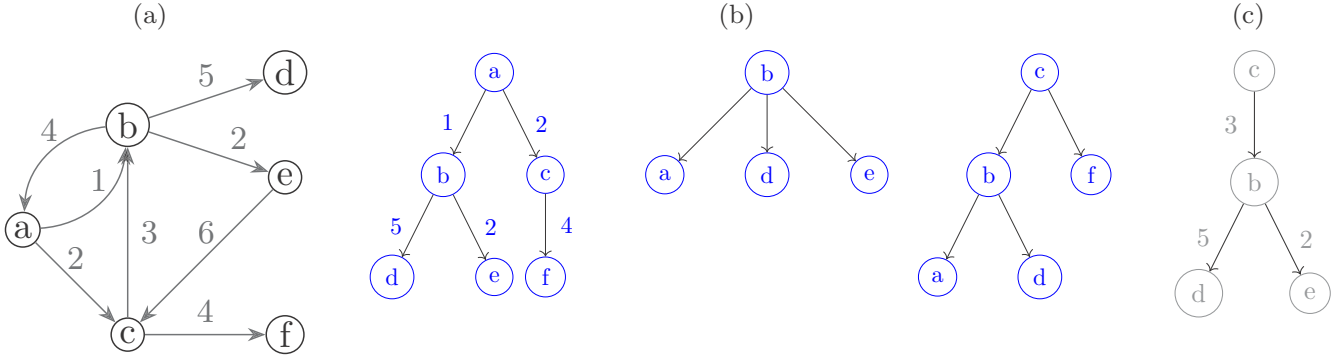 (a) (b) (c)
a b c c
5 d
b 4 2 1 2 3
1 e b c a d e b f b
a 3 6 5 2 4 5 2
2 d e f a d d e
4
c f